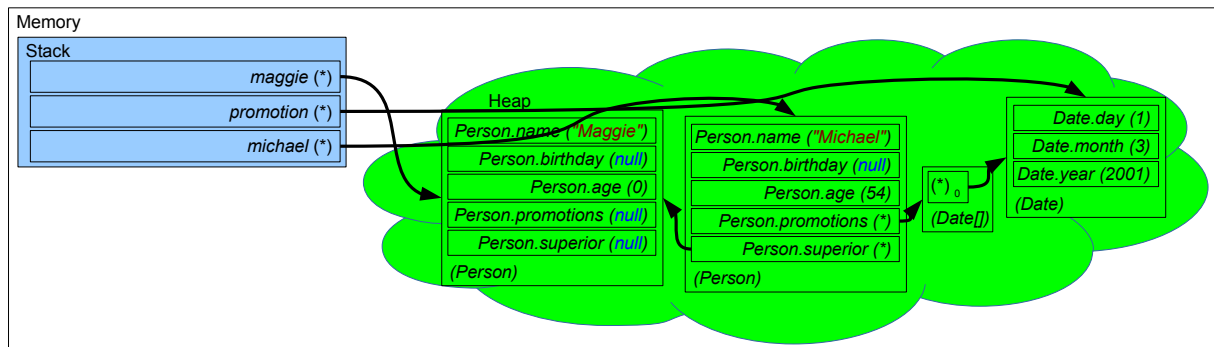 Memory
Stack
maggie (*)
promotion (*)
michael (*)
Heap
Person.name ("Maggie")
Person.birthday (null)
Person.age (0)
Person.promotions (null)
Person.superior (null)
(Person)
Person.name ("Michael")
Person.birthday (null)
Person.age (54)
Person.promotions (*)
Person.superior (*)
(Person)
(*) 0
(Date[])
Date.day (1)
Date.month (3)
Date.year (2001)
(Date)